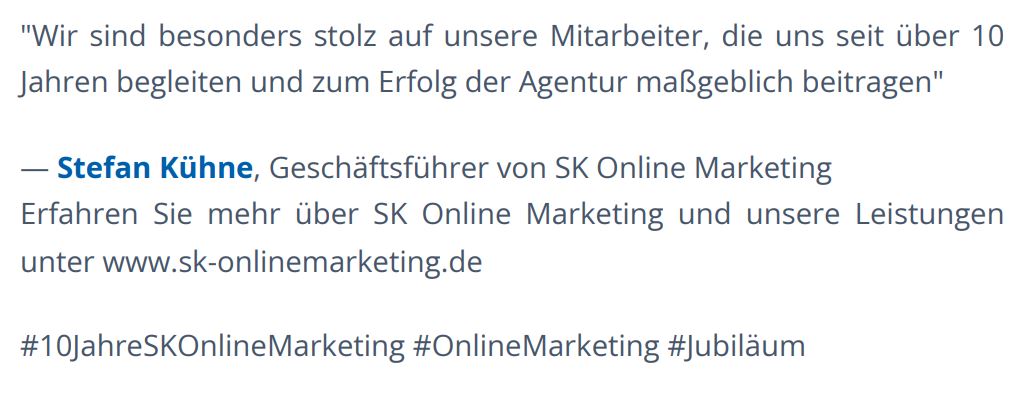 "Wir sind besonders stolz auf unsere Mitarbeiter, die uns seit über 10
Jahren begleiten und zum Erfolg der Agentur maßgeblich beitragen"
— Stefan Kühne, Geschäftsführer von SK Online Marketing
Erfahren Sie mehr über SK Online Marketing und unsere Leistungen
unter www.sk-onlinemarketing.de
#10JahreSKOnlineMarketing #OnlineMarketing #Jubiläum